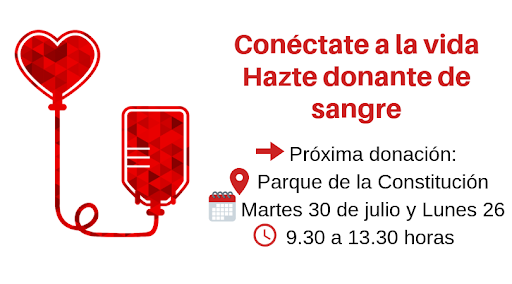 Conéctate a la vida
Hazte donante de
sangre
Próxima donación:
Parque de la Constitución
Martes 30 de julio y Lunes 26
9.30 a 13.30 horas